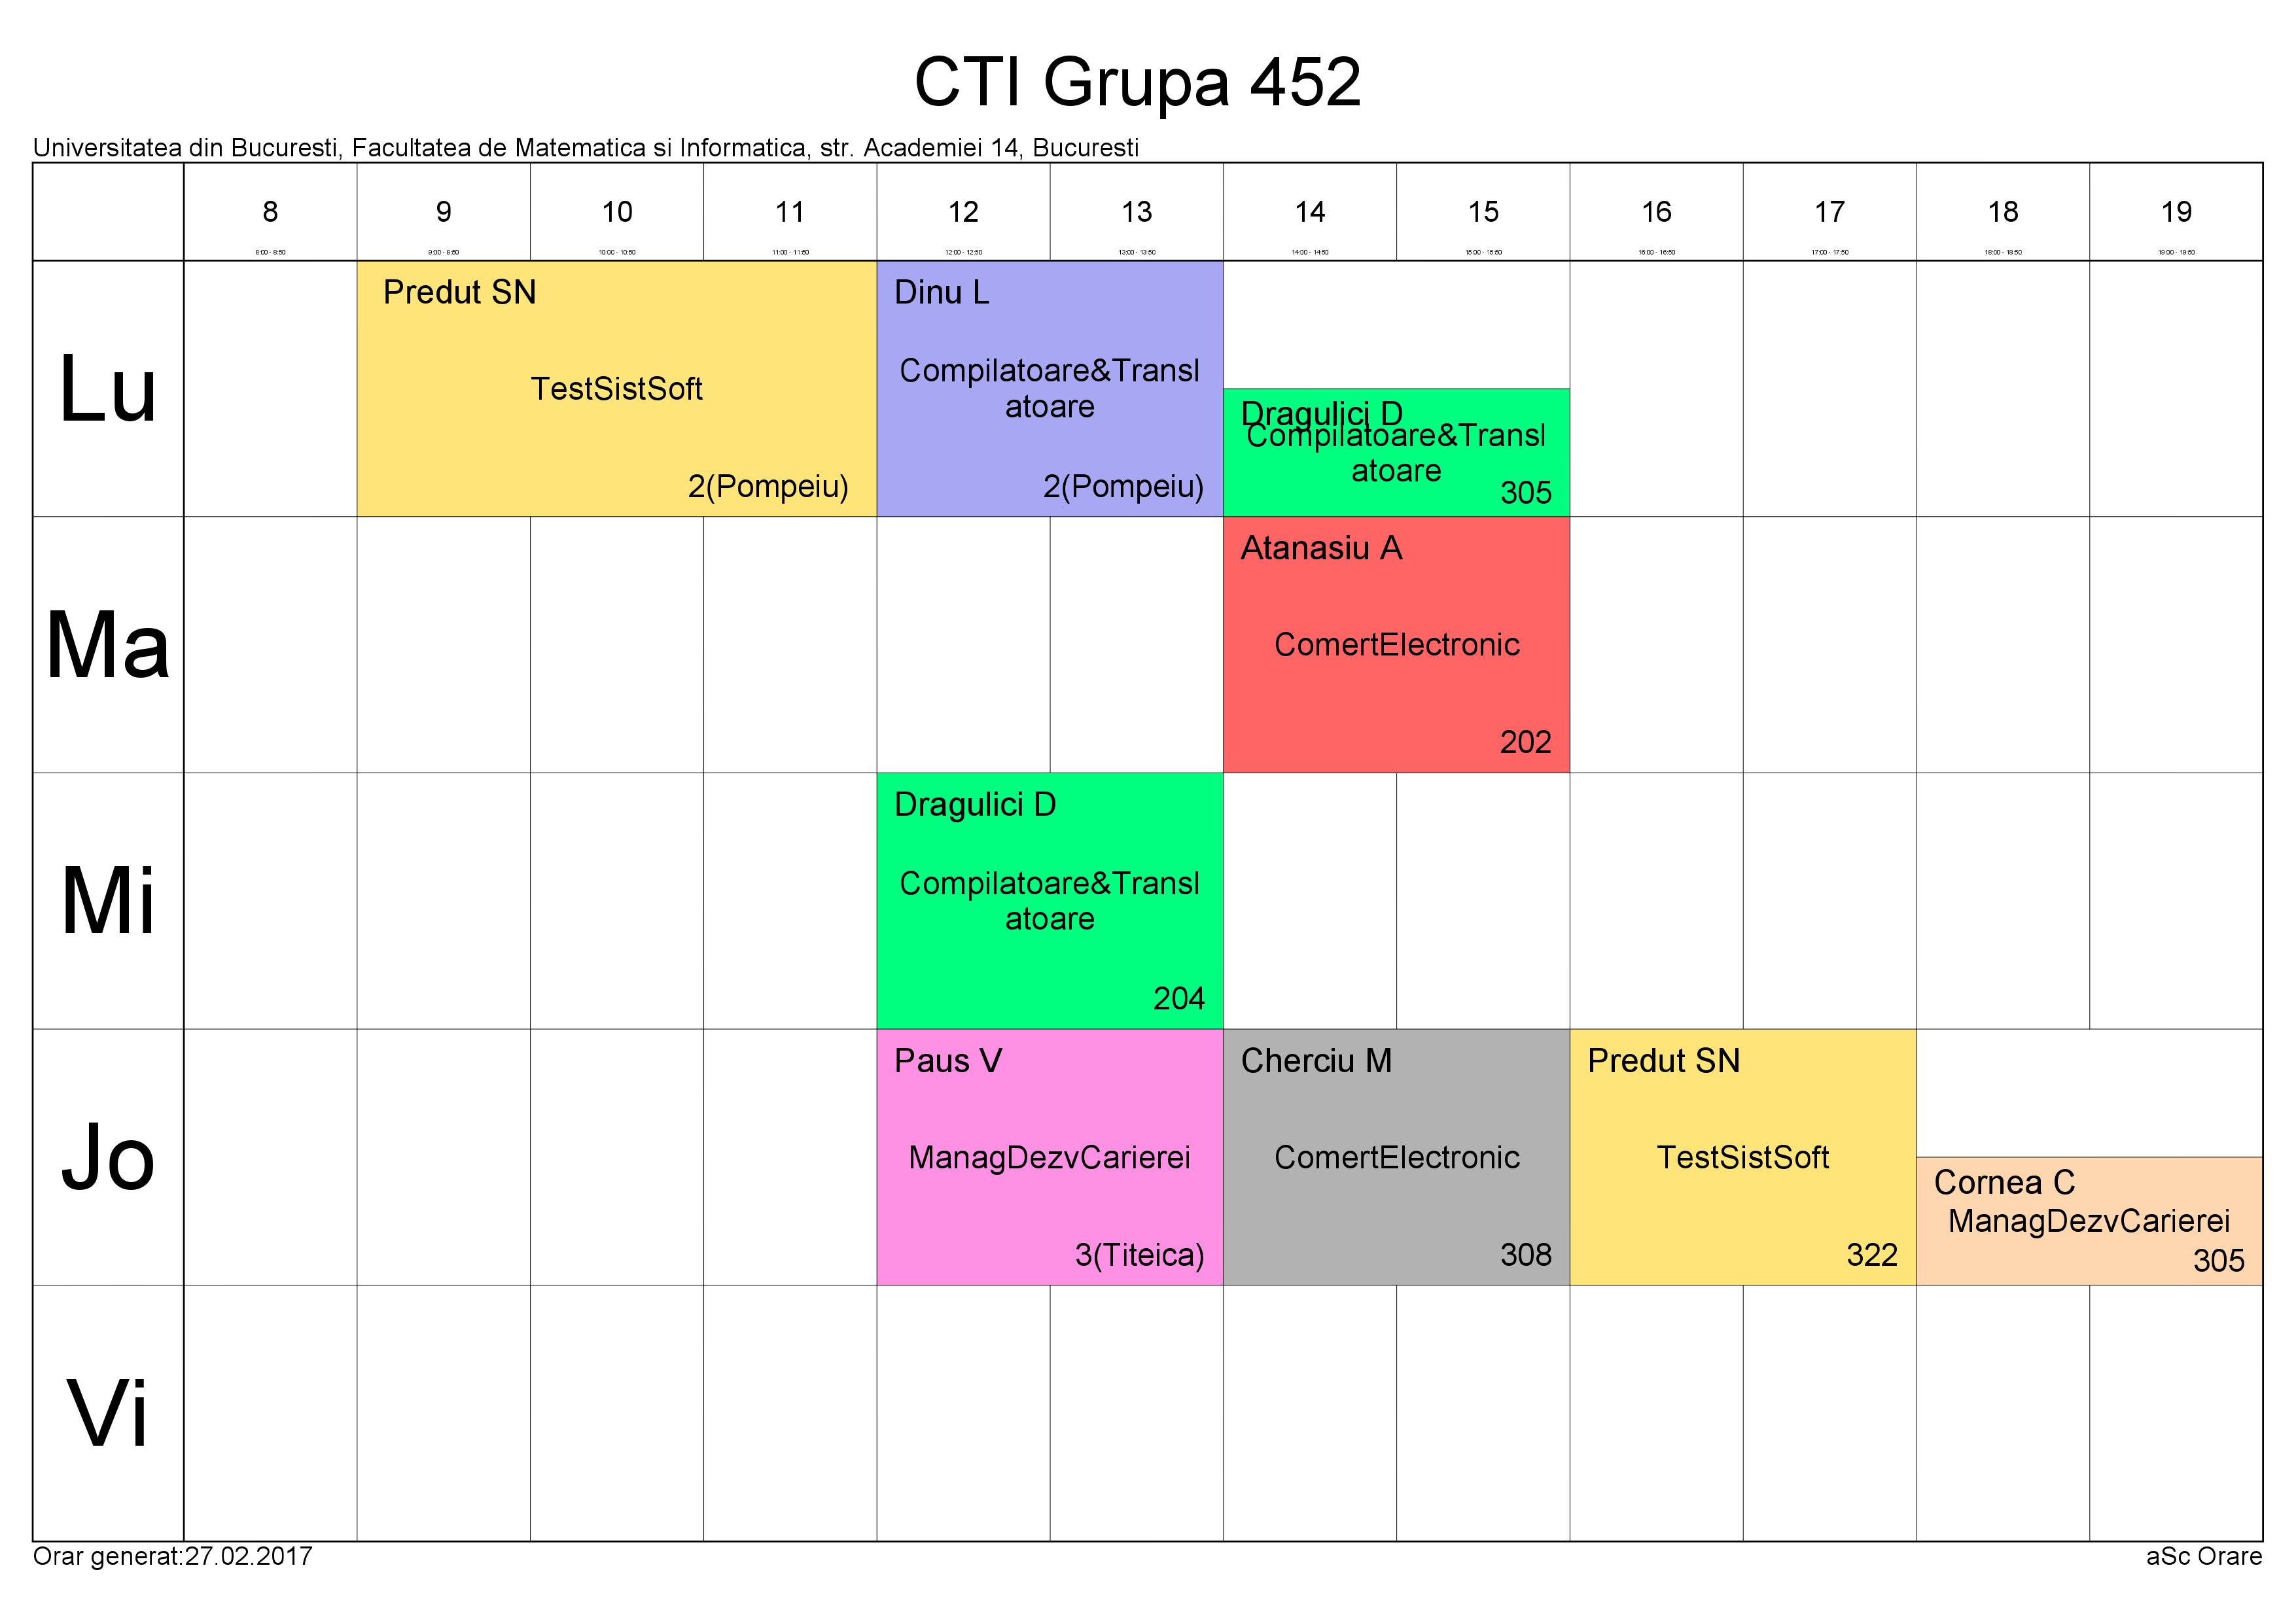 CTI Grupa 452
Universitatea din Bucuresti, Facultatea de Matematica si Informatica, str. Academiei 14, Bucuresti
8 9 10 11 12 13 14 15 16 17 18 19
8:00 - 8:50 9:00 - 9:50 10:00 - 10:50 11:00 - 11:50 12:00 - 12:50 13:00 - 13:50 14:00 - 14:50 15:00 - 15:50 16:00 - 16:50 17:00 - 17:50 18:00 - 18:50 19:00 - 19:50
Lu
Predut SN
TestSistSoft
2(Pompeiu)
Dinu L
Compilatoare&Transl
atoare
2(Pompeiu)
Dragulici D
Compilatoare&Transl
atoare
305
Ma
Atanasiu A
ComertElectronic
202
Mi
Dragulici D
Compilatoare&Transl
atoare
204
Jo
Paus V
ManagDezvCarierei
3(Titeica)
Cherciu M
ComertElectronic
308
Predut SN
TestSistSoft
322
Cornea C
ManagDezvCarierei
305
Vi
Orar generat:27.02.2017
aSc Orare